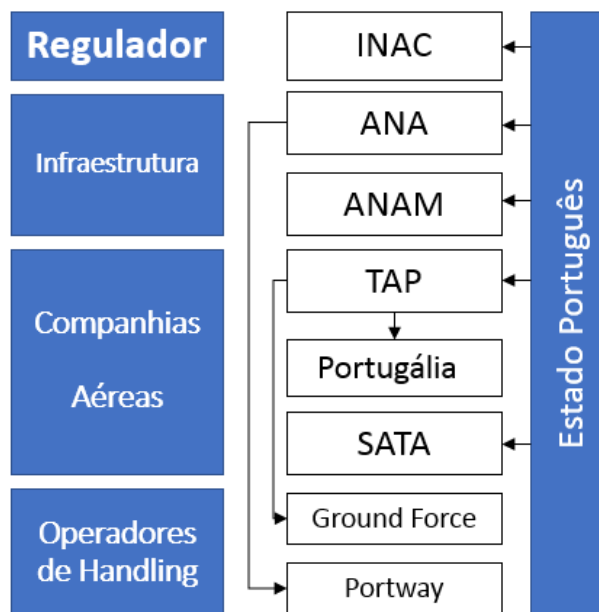 Regulador
INAC
Infraestrutura
ANA
ANAM
Companhias
Aéreas
TAP
Portugália
SATA
Operadores
de Handling
Ground Force
Portway
Estado Português